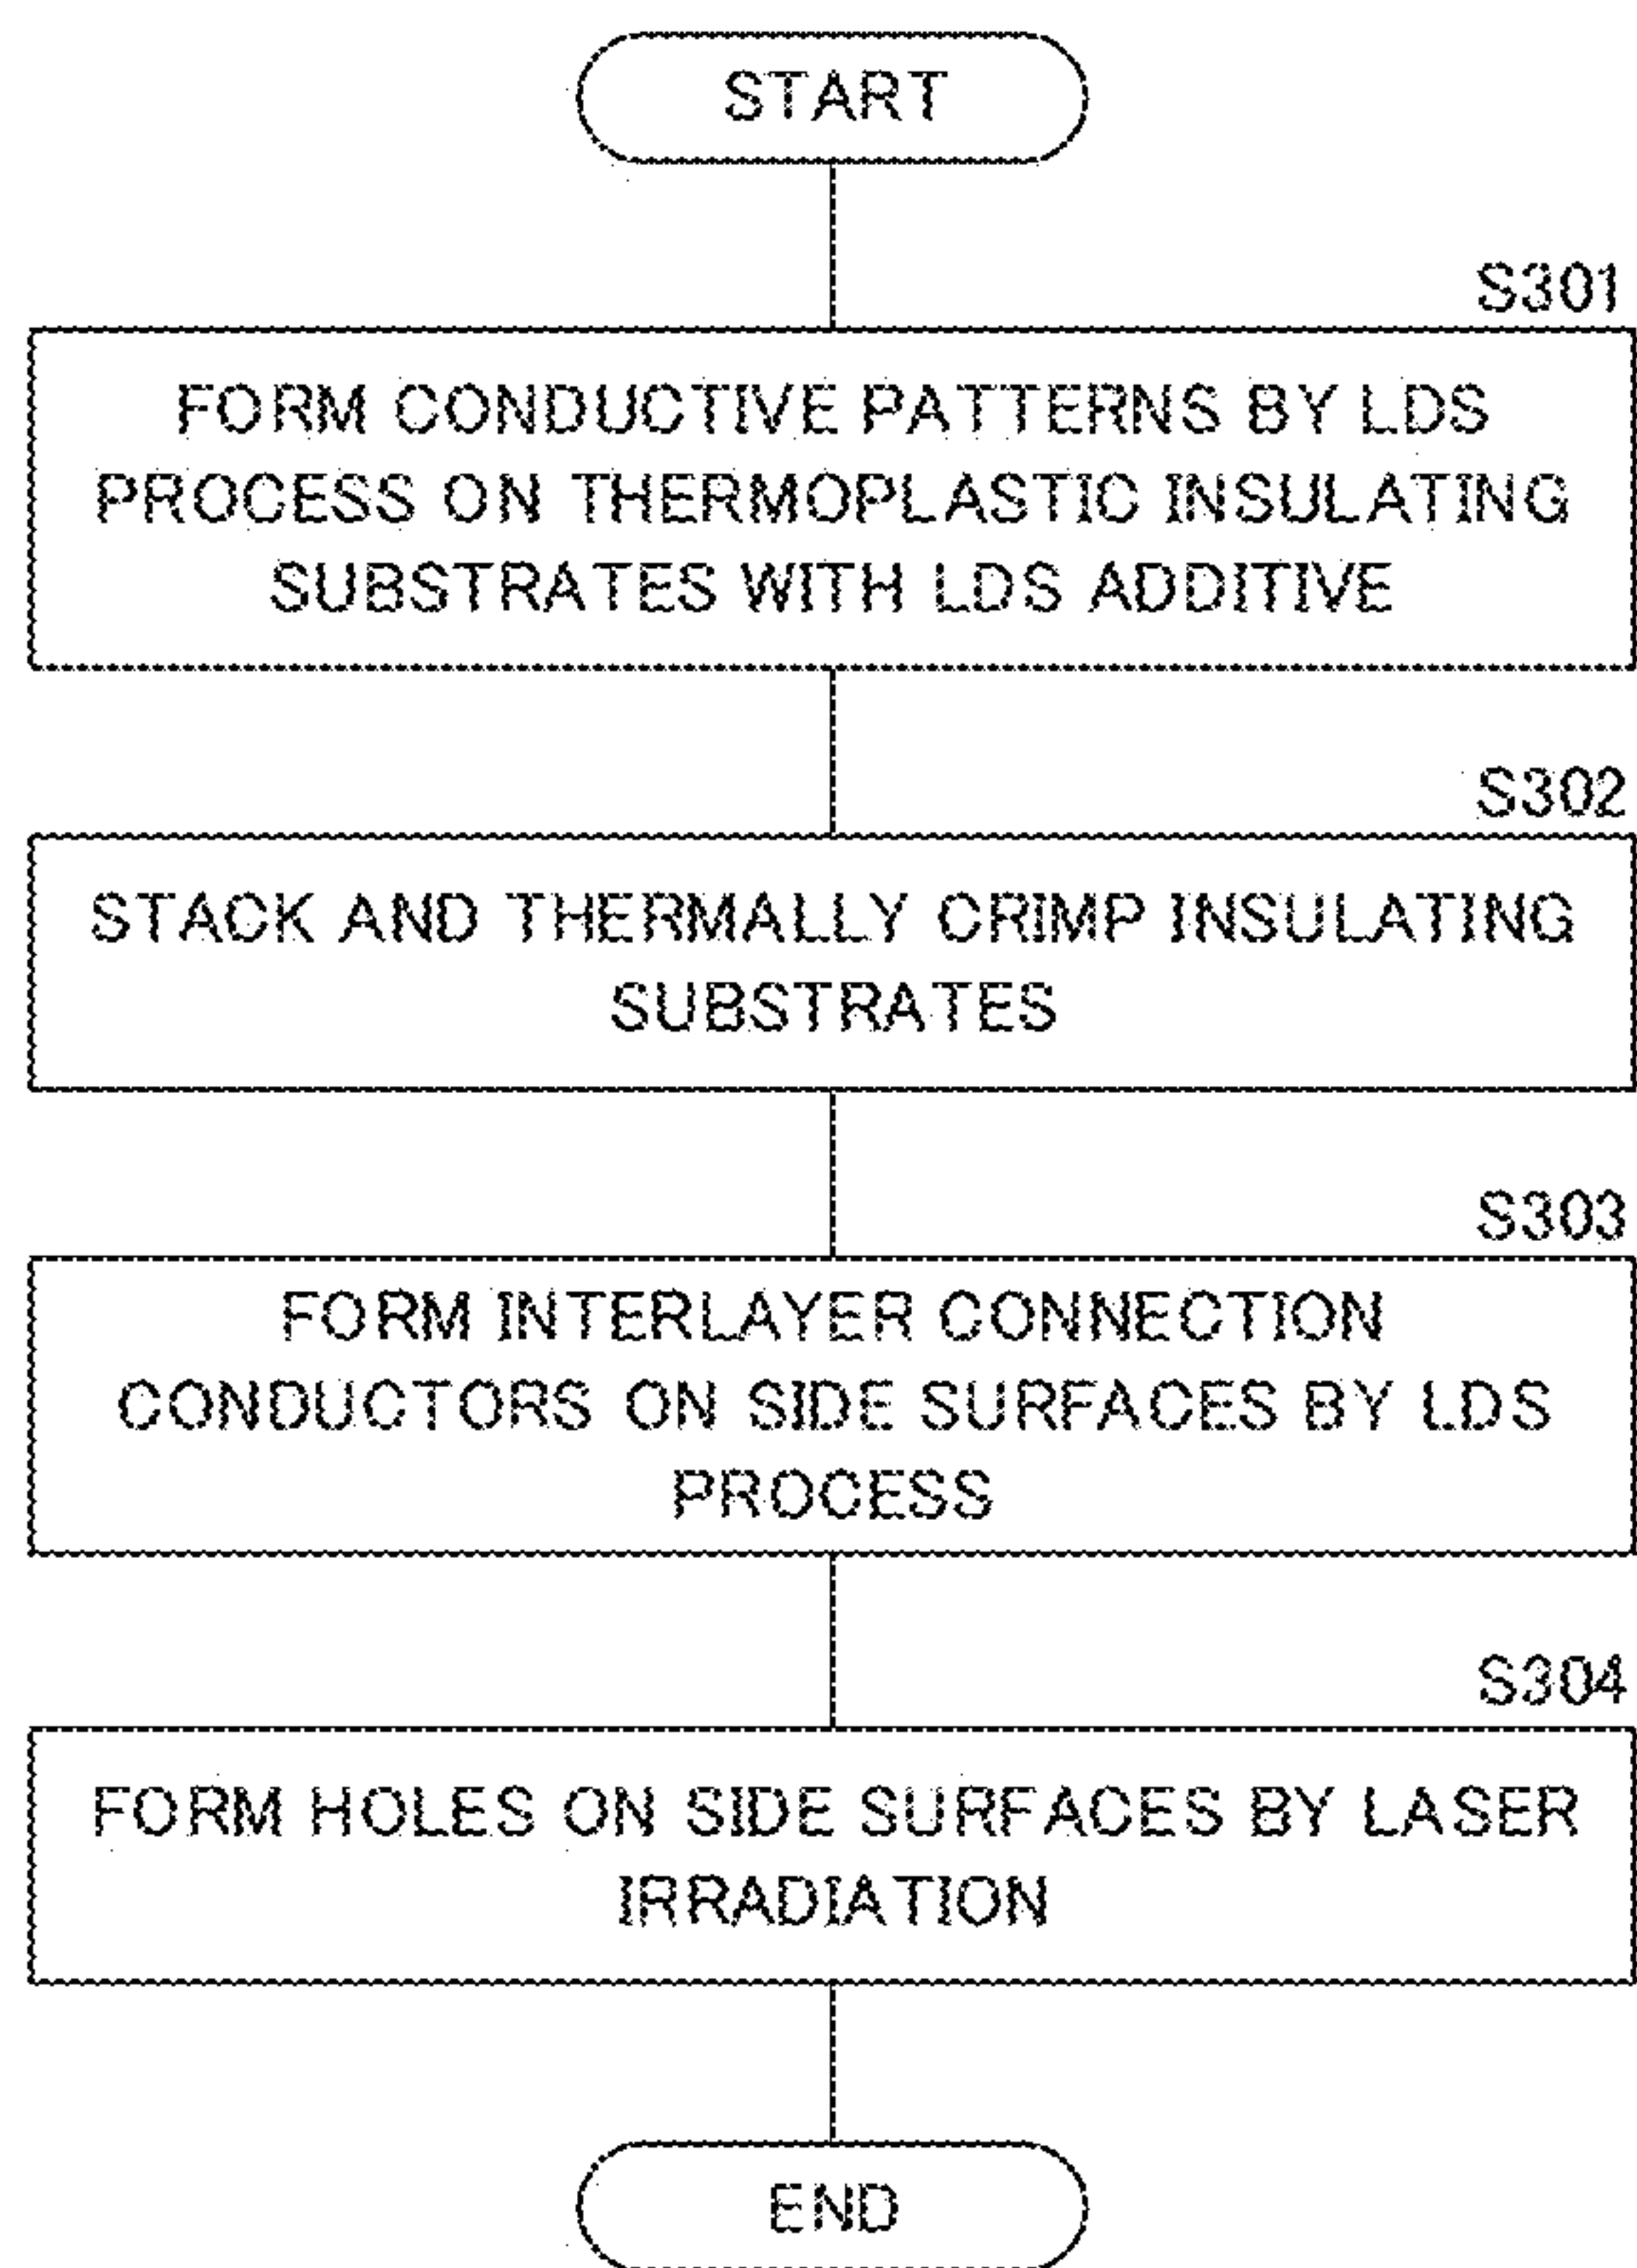 START
S301
FORM CONDUCTIVE PATTERNS BY LDS
PROCESS ON THERMOPLASTIC INSULATING
SUBSTRATES WITH LDS ADDITIVE
S302
STACK AND THERMALLY CRIMP INSULATING
SUBSTRATES
S303
FORM INTERLAYER CONNECTION
CONDUCTORS ON SIDE SURFACES BY LDS
PROCESS
S304
FORM HOLES ON SIDE SURFACES BY LASER
IRRADIATION
END